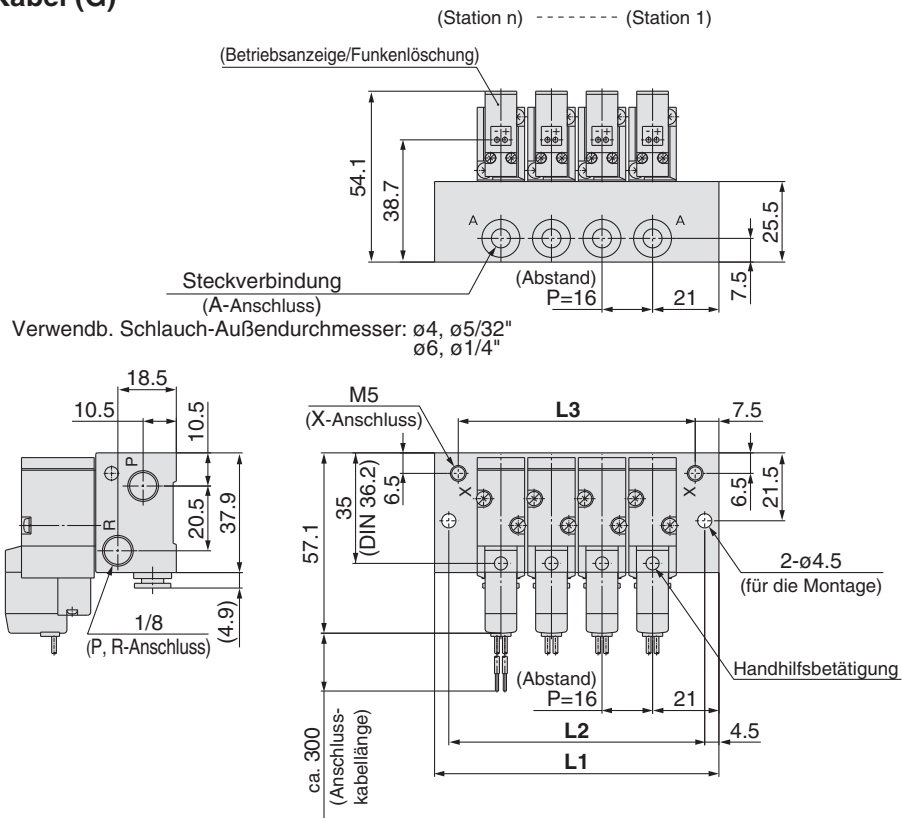 Kabel (G)
(Station n) -------- (Station 1)
(Betriebsanzeige/Funkenlöschung)
- +
- +
- +
- +
54.1
38.7
A
A
25.5
7.5
Steckverbindung
(A-Anschluss)
(Abstand)
P=16
21
Verwendb. Schlauch-Außendurchmesser: ø4, ø5/32"
ø6, ø1/4"
18.5
10.5
10.5
P
R
20.5
37.9
(4.9)
1/8
(P, R-Anschluss)
M5
(X-Anschluss)
L3
7.5
6.5
X
X
6.5
21.5
57.1
35
(DIN 36.2)
2-ø4.5
(für die Montage)
Handhilfsbetätigung
(Abstand)
P=16
21
ca. 300
(Anschluss-
kabellänge)
L2
4.5
L1